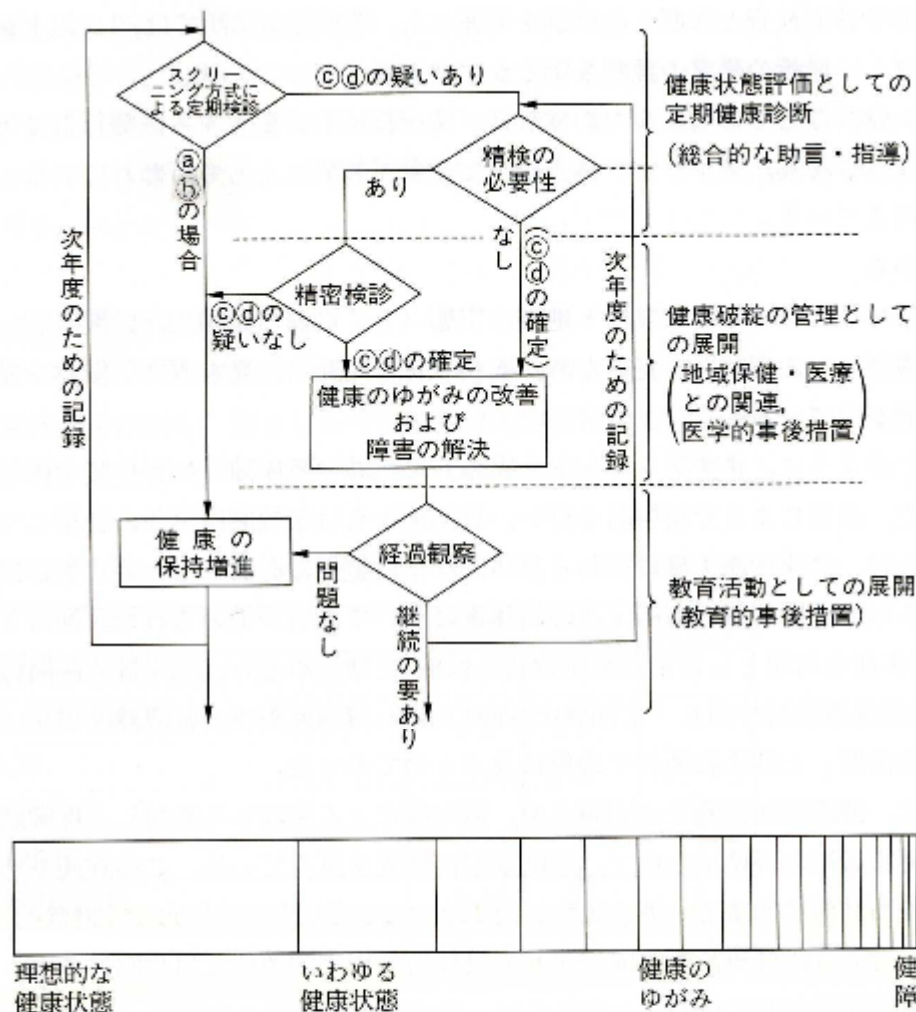 スクリー
ニング方式に
よる定期検診
ⓒⓓの疑いあり
健康状態評価としての
定期健康診断
(総合的な助言・指導)
精検の
必要性
あり
なし
ⓐⓑの場合
ⓒⓓの確定
次年度のための記録
次年度のための記録
精密検診
ⓒⓓの
疑いなし
ⓒⓓの確定
健康のゆがみの改善
および
障害の解決
健康破綻の管理として
の展開
(地域保健・医療
との関連,
医学的事後措置)
健康の
保持増進
経過観察
問題なし
継続の要あり
教育活動としての展開
(教育的事後措置)
理想的な
健康状態
いわゆる
健康状態
健康の
ゆがみ
健
障